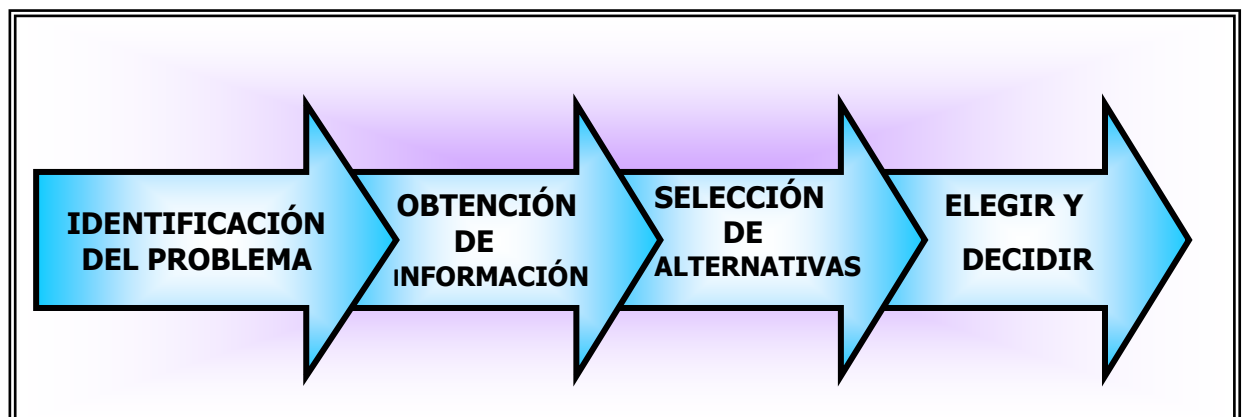 IDENTIFICACIÓN
DEL PROBLEMA
OBTENCIÓN
DE
INFORMACIÓN
SELECCIÓN
DE
ALTERNATIVAS
ELEGIR Y
DECIDIR